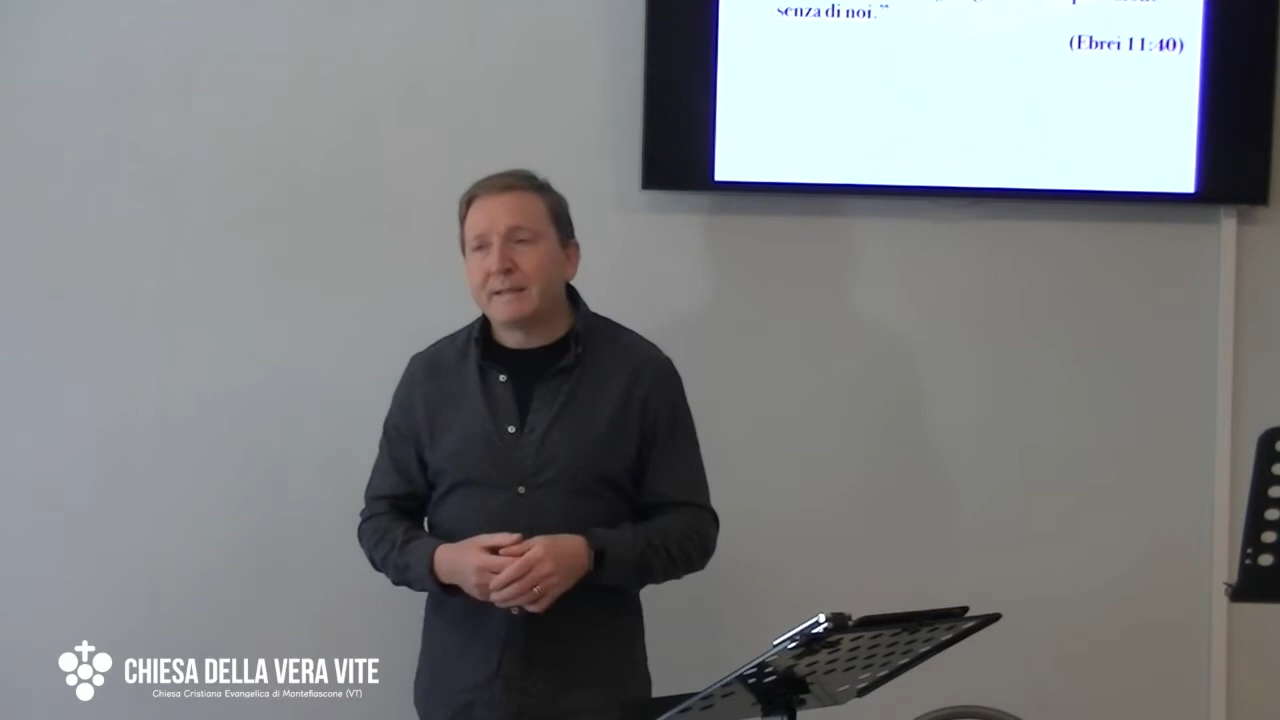 senza di noi.”
(Ebrei 11:40)
CHIESA DELLA VERA VITE
Chiesa Cristiana Evangelica di Montefiascone (VT)